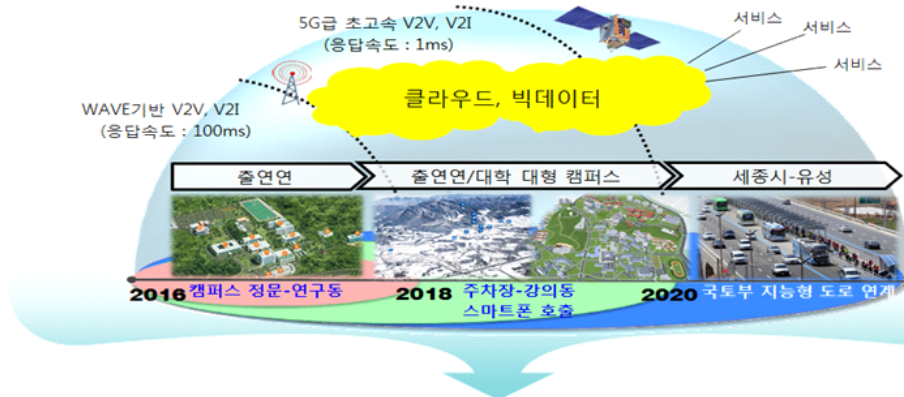 5G급 초고속 V2V, V2I
(응답속도 : 1ms)
서비스
서비스
서비스
클라우드, 빅데이터
WAVE기반 V2V, V2I
(응답속도 : 100ms)
출연연
출연연/대학 대형 캠퍼스
세종시-유성
2016 캠퍼스 정문-연구동
2018 주차장-강의동
스마트폰 호출
2020 국토부 지능형 도로 연계